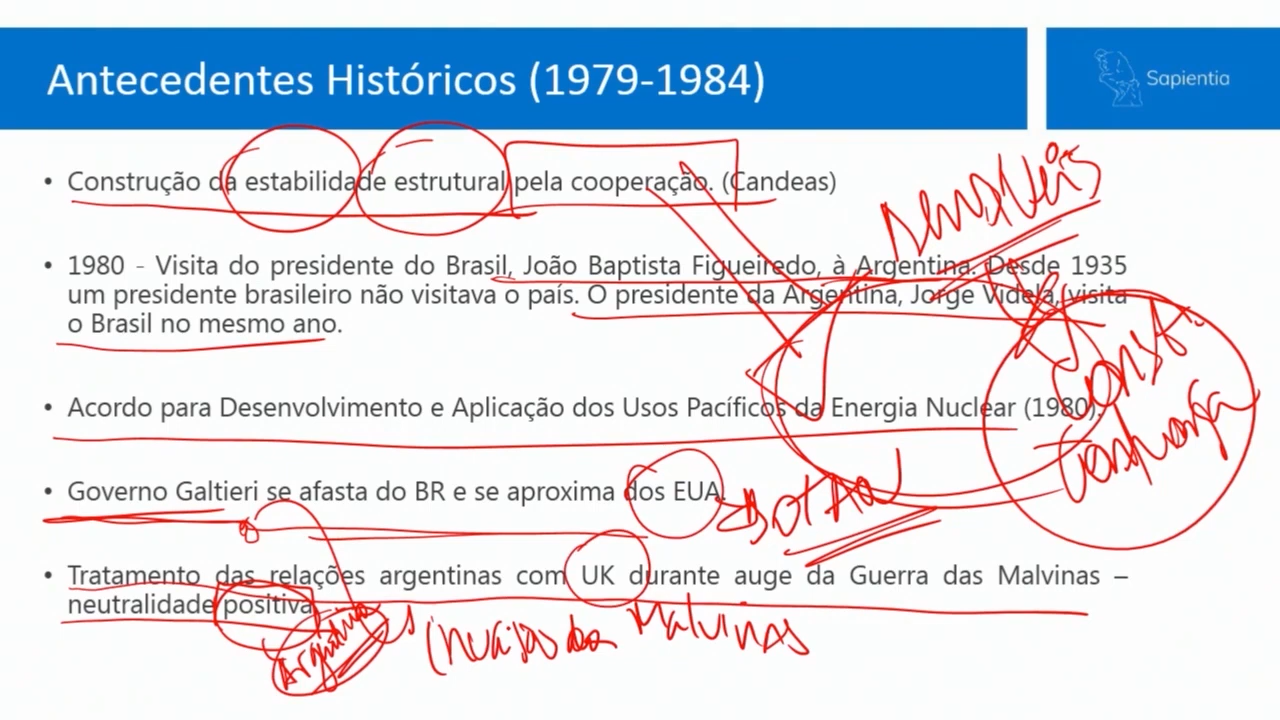 Antecedentes Históricos (1979-1984)
Sapientia
• Construção da estabilidade estrutural pela cooperação. (Candeas)
• 1980 - Visita do presidente do Brasil, João Baptista Figueiredo, à Argentina. Desde 1935
um presidente brasileiro não visitava o país. O presidente da Argentina, Jorge Videla, visita
o Brasil no mesmo ano.
• Acordo para Desenvolvimento e Aplicação dos Usos Pacíficos da Energia Nuclear (1980).
• Governo Galtieri se afasta do BR e se aproxima dos EUA.
• Tratamento das relações argentinas com UK durante auge da Guerra das Malvinas –
neutralidade positiva
Const.
Confiança
Argentina
invasão das Malvinas